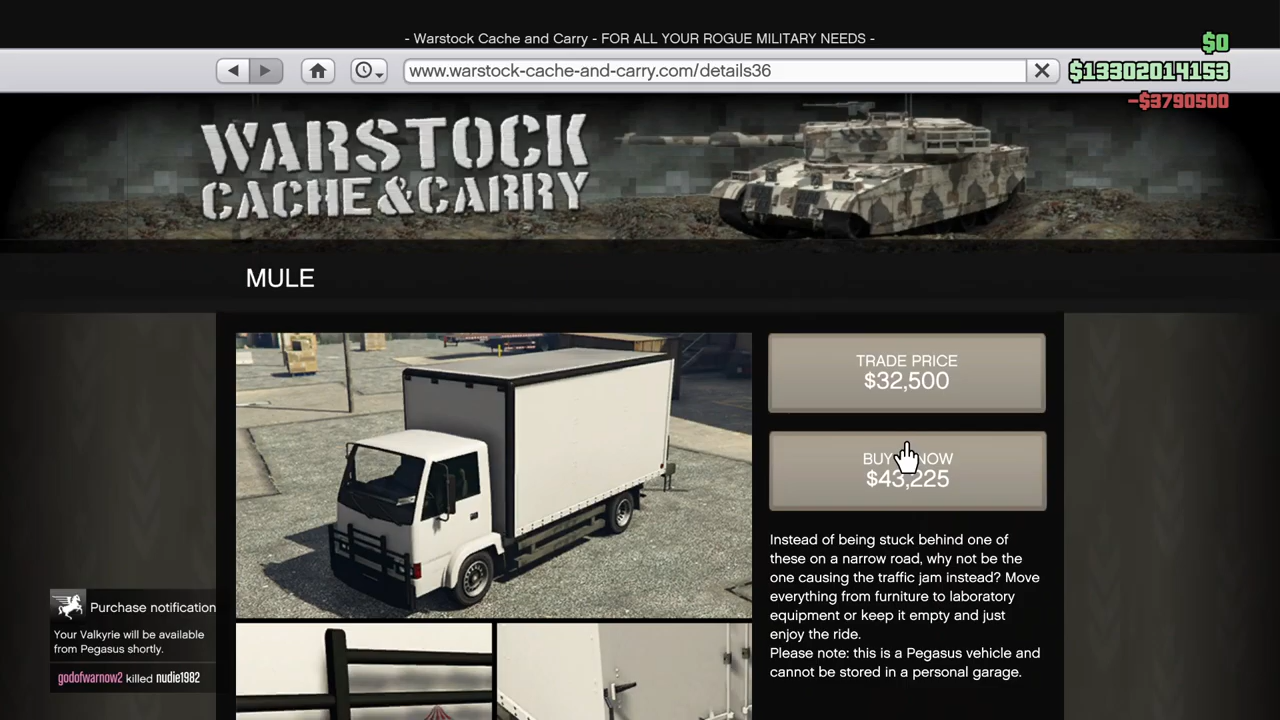 - Warstock Cache and Carry - FOR ALL YOUR ROGUE MILITARY NEEDS -
$0
www.warstock-cache-and-carry.com/details36
$13302014153
-$3790500
WARSTOCK
CACHE&CARRY
MULE
TRADE PRICE
$32,500
NOW
$43,225
Instead of being stuck behind one of
these on a narrow road, why not be the
one causing the traffic jam instead? Move
everything from furniture to laboratory
equipment or keep it empty and just
enjoy the ride.
Please note: this is a Pegasus vehicle and
cannot be stored in a personal garage.
Purchase notification
Your Valkyrie will be available
from Pegasus shortly.
godofwarnow2 killed nudie1982